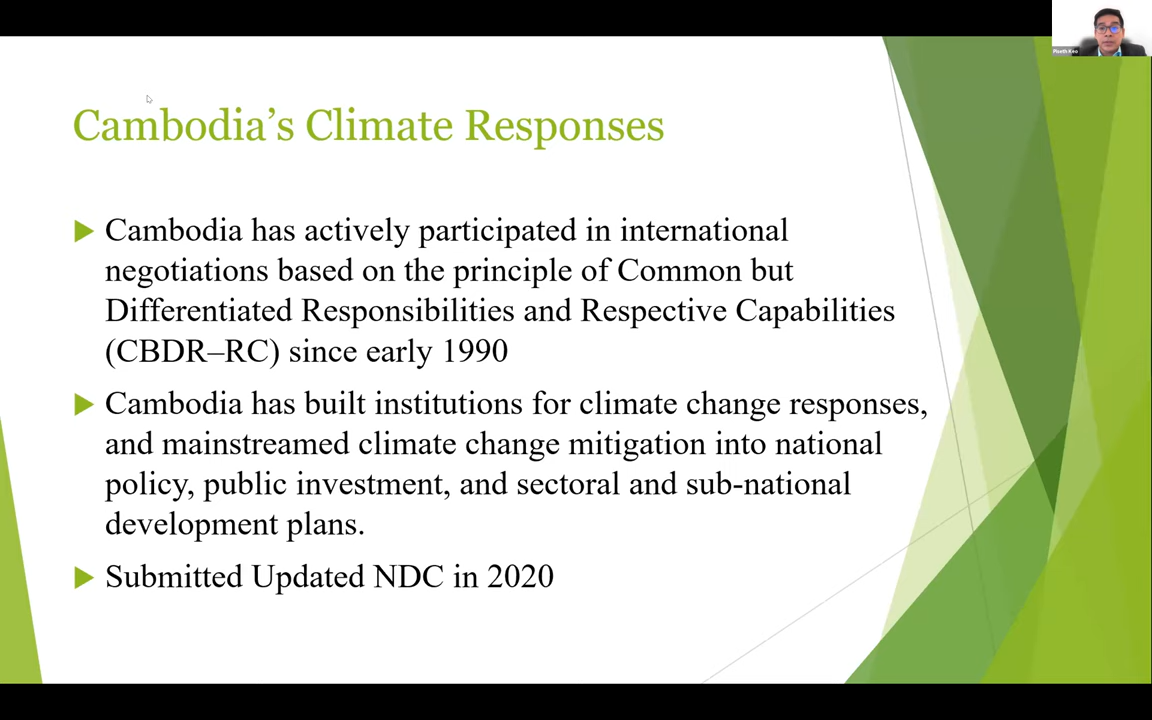 Piseth Keo
Cambodia’s Climate Responses
Cambodia has actively participated in international
negotiations based on the principle of Common but
Differentiated Responsibilities and Respective Capabilities
(CBDR–RC) since early 1990
Cambodia has built institutions for climate change responses,
and mainstreamed climate change mitigation into national
policy, public investment, and sectoral and sub-national
development plans.
Submitted Updated NDC in 2020